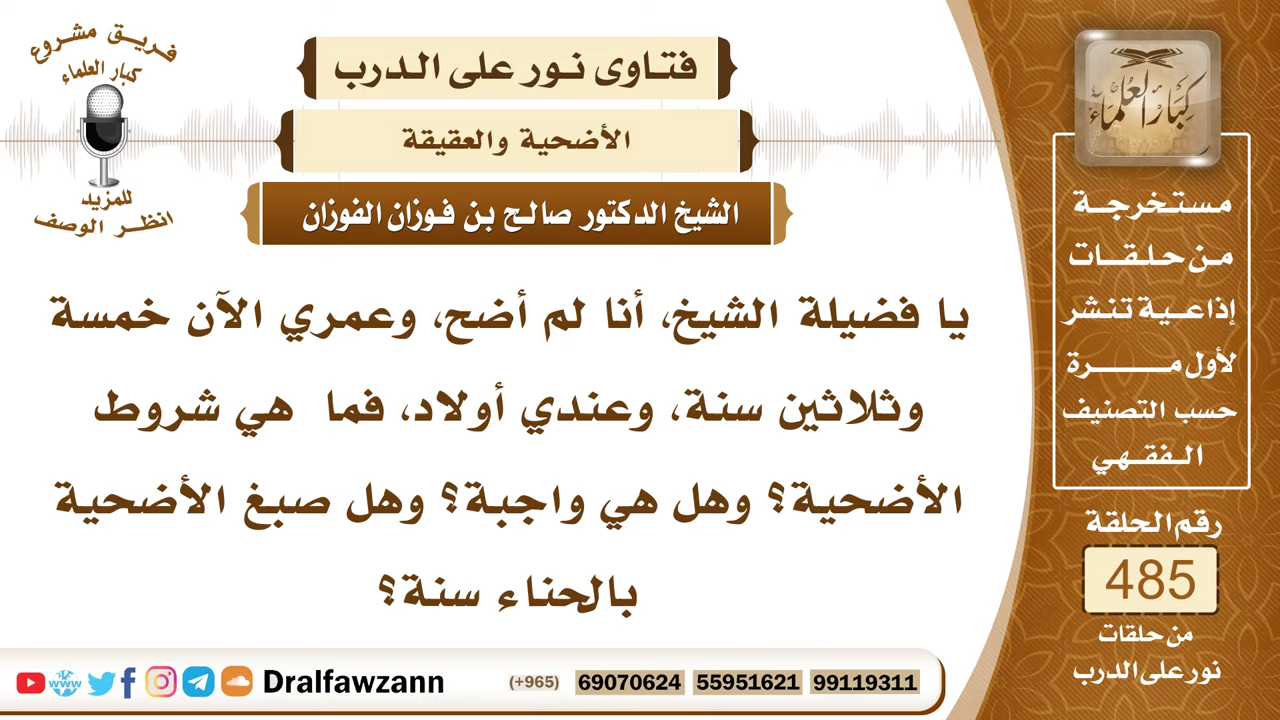 فريق مشروع
كبار العلماء
للمزيد
انظر الوصف
فتاوى نور على الدرب
الأضحية والعقيقة
الشيخ الدكتور صالح بن فوزان الفوزان
يا فضيلة الشيخ، أنا لم أضح، وعمري الآن خمسة
وثلاثين سنة، وعندي أولاد، فما هي شروط
الأضحية؟ وهل هي واجبة؟ وهل صبغ الأضحية
بالحناء سنة؟
كبار العلماء
مستخرجة
من حلقات
إذاعية تنشر
لأول مرة
حسب التصنيف
الفقهي
رقم الحلقة
485
من حلقات
نور على الدرب
www Dralfawzann (+965) 69070624 55951621 99119311